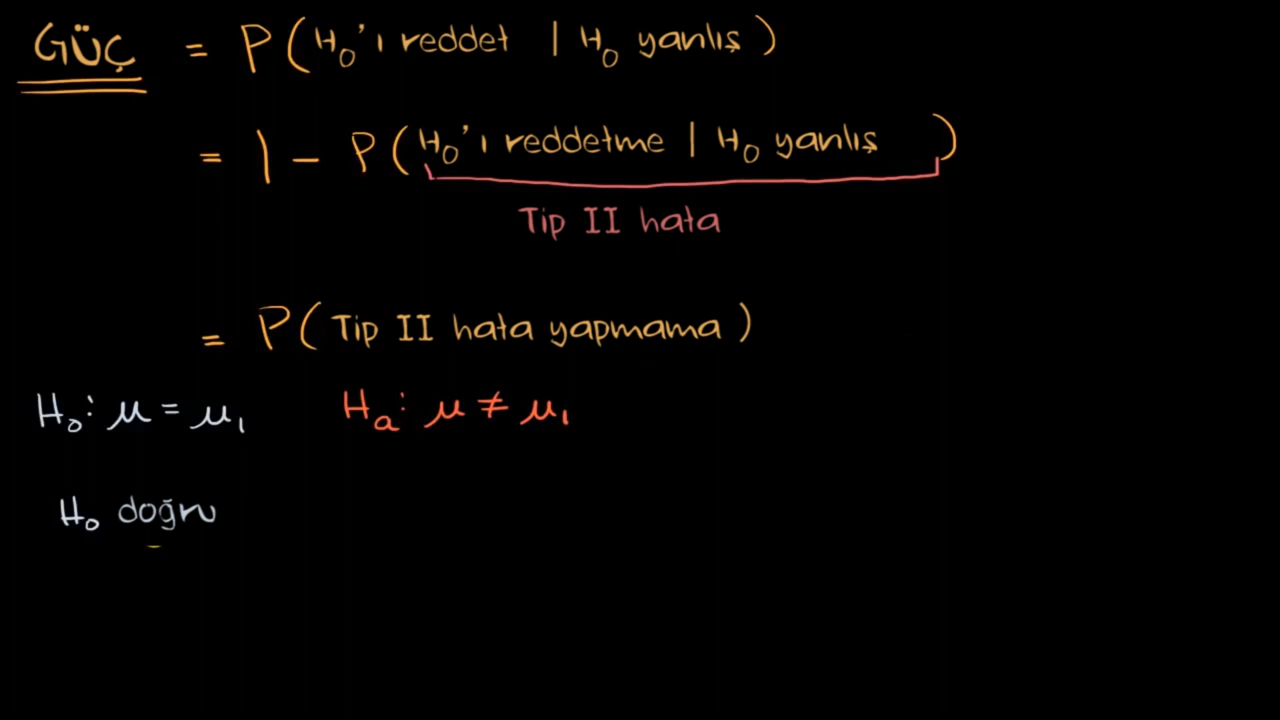 GÜÇ = P(H₀'ı reddet | H₀ yanlış)
= 1 - P(H₀'ı reddetme | H₀ yanlış)
Tip II hata
= P(Tip II hata yapmama)
H₀: μ = μ₁ Hₐ: μ ≠ μ₁
H₀ doğru